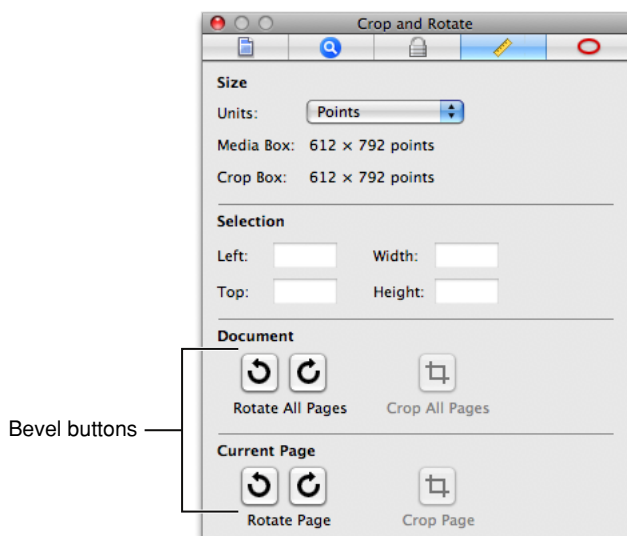 Crop and Rotate
Size
Units: Points
Media Box: 612 × 792 points
Crop Box: 612 × 792 points
Selection
Left: Width:
Top: Height:
Document
Rotate All Pages Crop All Pages
Bevel buttons
Current Page
Rotate Page Crop Page